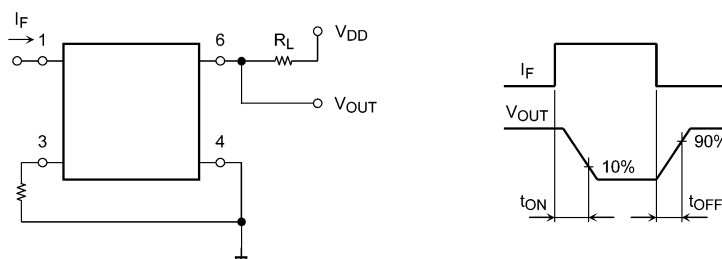 I_F
1
6
R_L
V_DD
V_OUT
3
4
I_F
V_OUT
10%
90%
t_ON
t_OFF